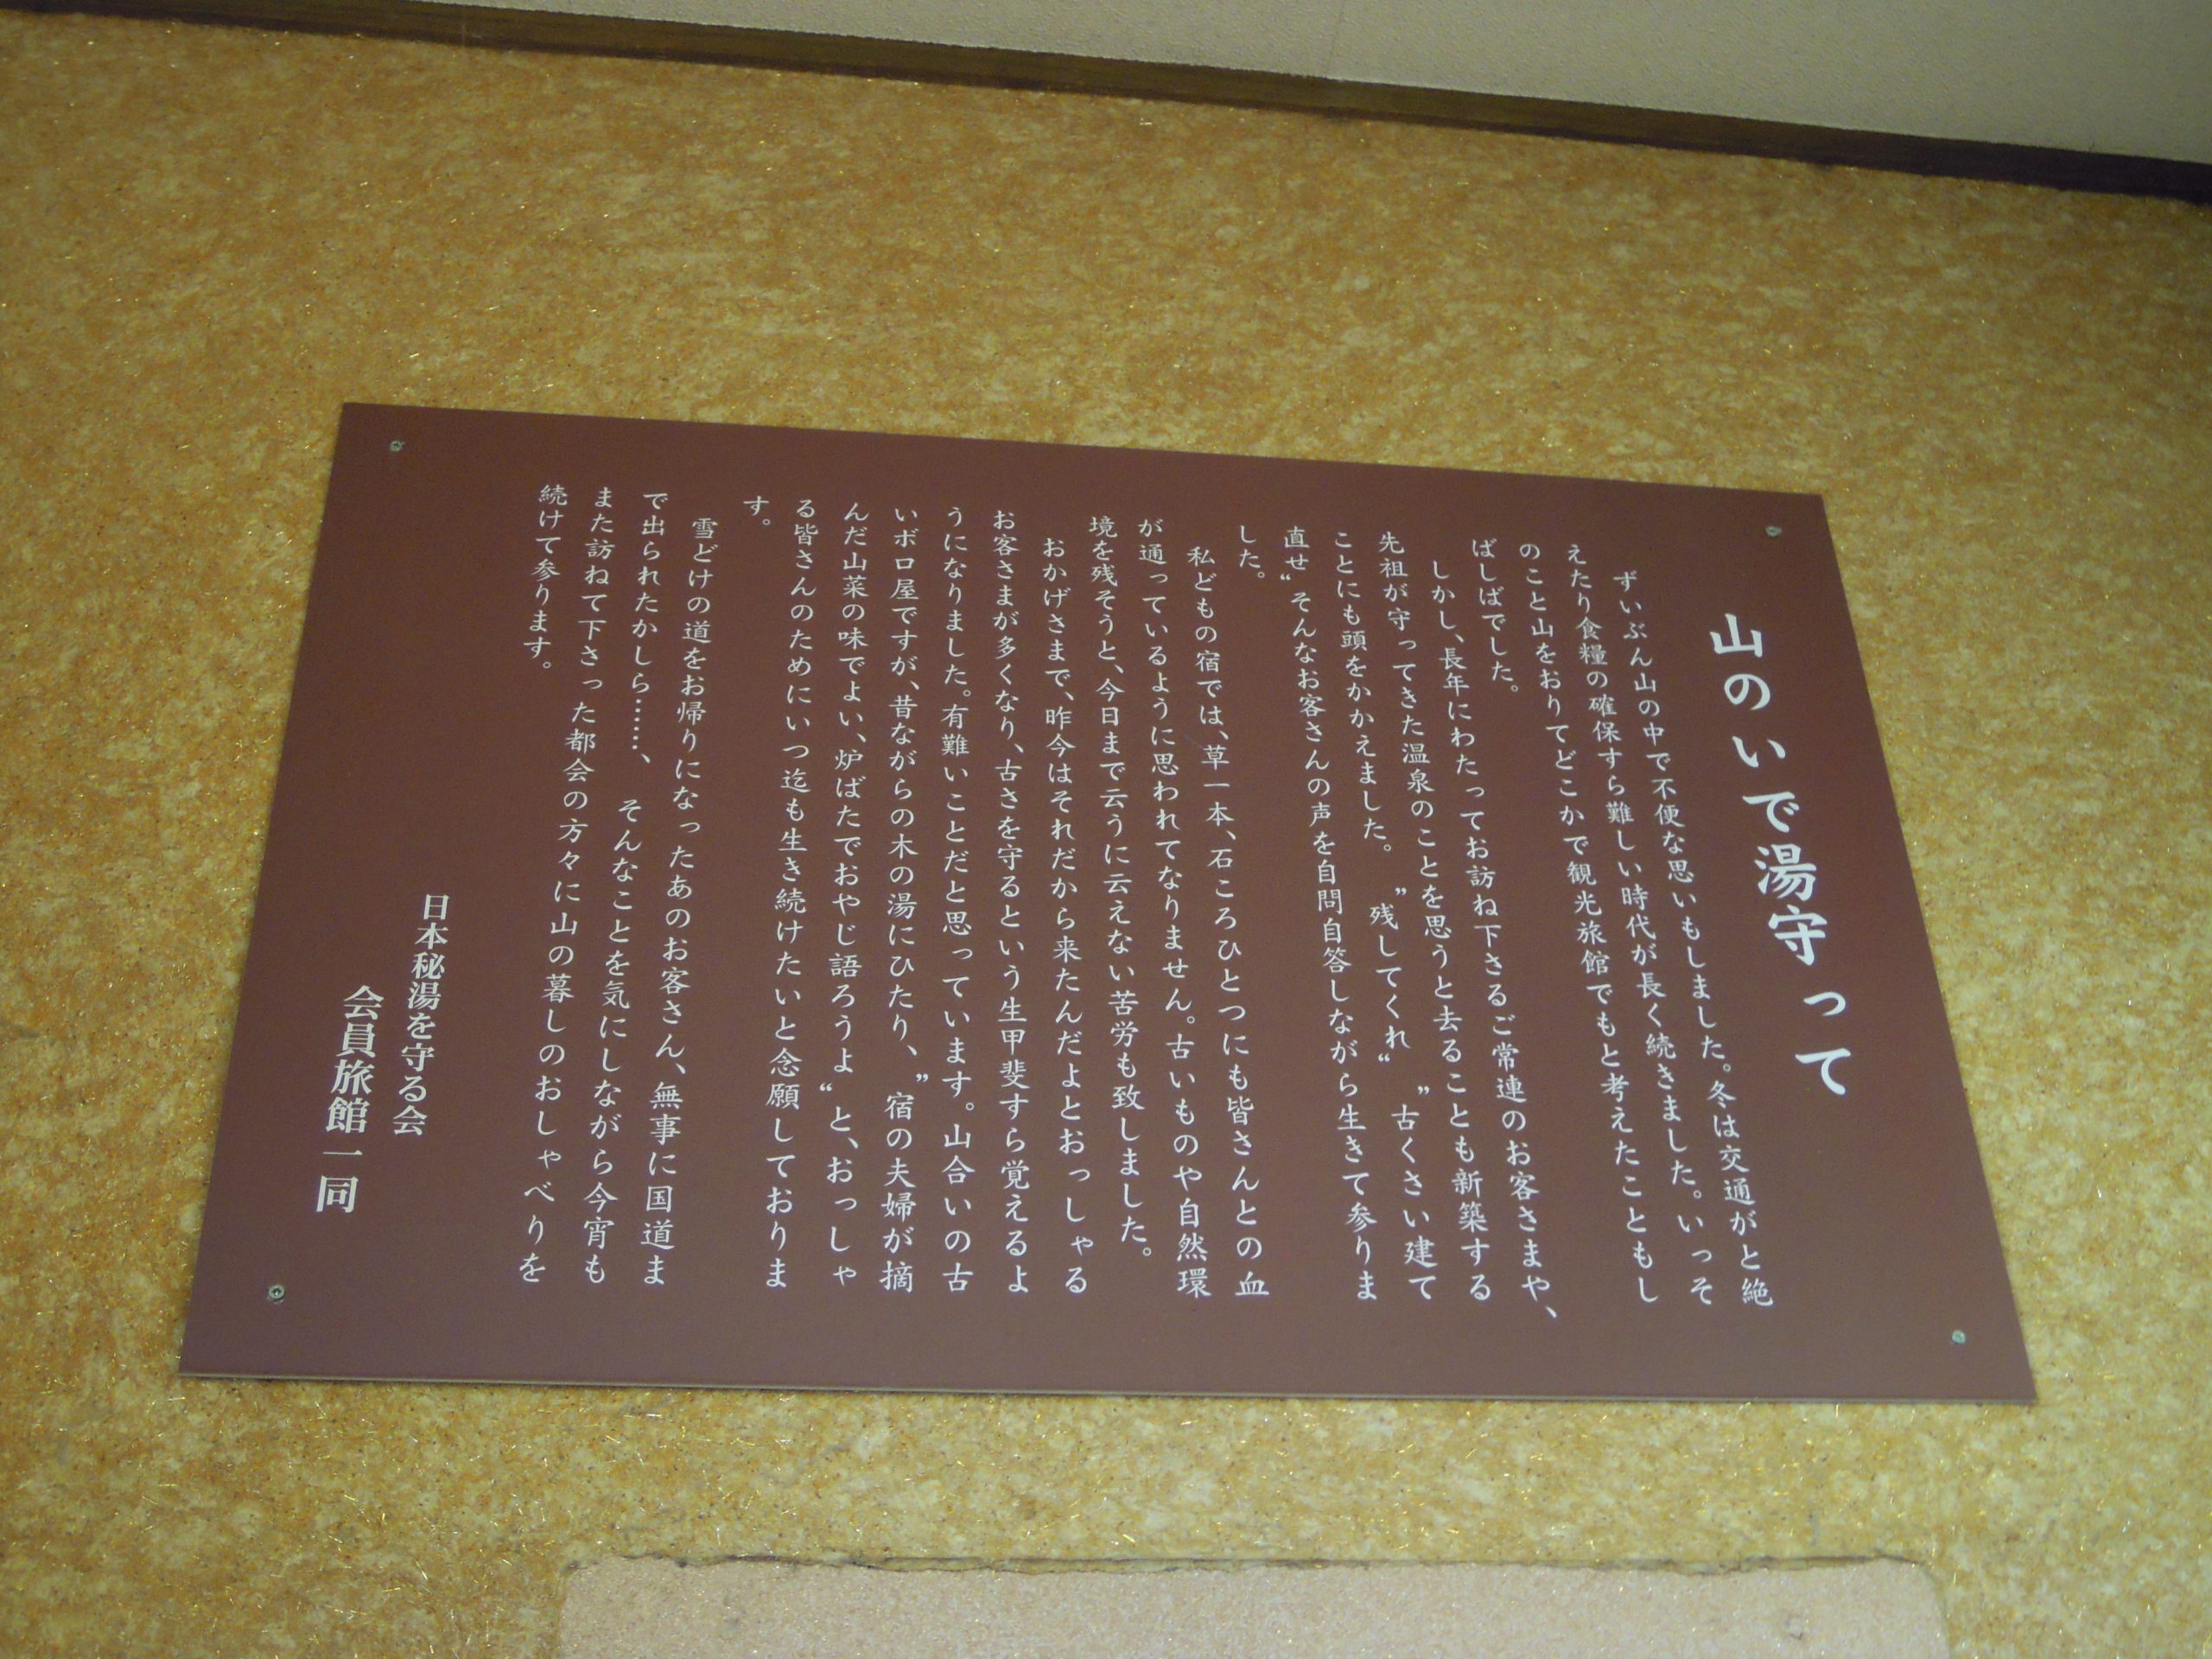 山のいで湯守って
ずいぶん山の中で不便な思いもしました。冬は交通がと絶
えたり食糧の確保すら難しい時代が長く続きました。いっそ
のこと山をおりてどこかで観光旅館でもと考えたこともし
ばしばでした。
しかし、長年にわたってお訪ね下さるご常連のお客さまや、
先祖が守ってきた温泉のことを思うと去ることも新築する
ことにも頭をかかえました。〝残してくれ〟〝古くさい建て
直せ〟そんなお客さんの声を自問自答しながら生きて参りま
した。
私どもの宿では、草一本、石ころひとつにも皆さんとの血
が通っているように思われてなりません。古いものや自然環
境を残そうと、今日まで云うに云えない苦労も致しました。
おかげさまで、昨今はそれだから来たんだよとおっしゃる
お客さまが多くなり、古さを守るという生甲斐すら覚えるよ
うになりました。有難いことだと思っています。山合いの古
いボロ屋ですが、昔ながらの木の湯にひたり、〝宿の夫婦が摘
んだ山菜の味でよい、炉ばたでおやじ語ろうよ〟と、おっしゃ
る皆さんのためにいつ迄も生き続けたいと念願しておりま
す。
雪どけの道をお帰りになったあのお客さん、無事に国道ま
で出られたかしら……、そんなことを気にしながら今宵も
また訪ねて下さった都会の方々に山の暮しのおしゃべりを
続けて参ります。
日本秘湯を守る会
会員旅館一同